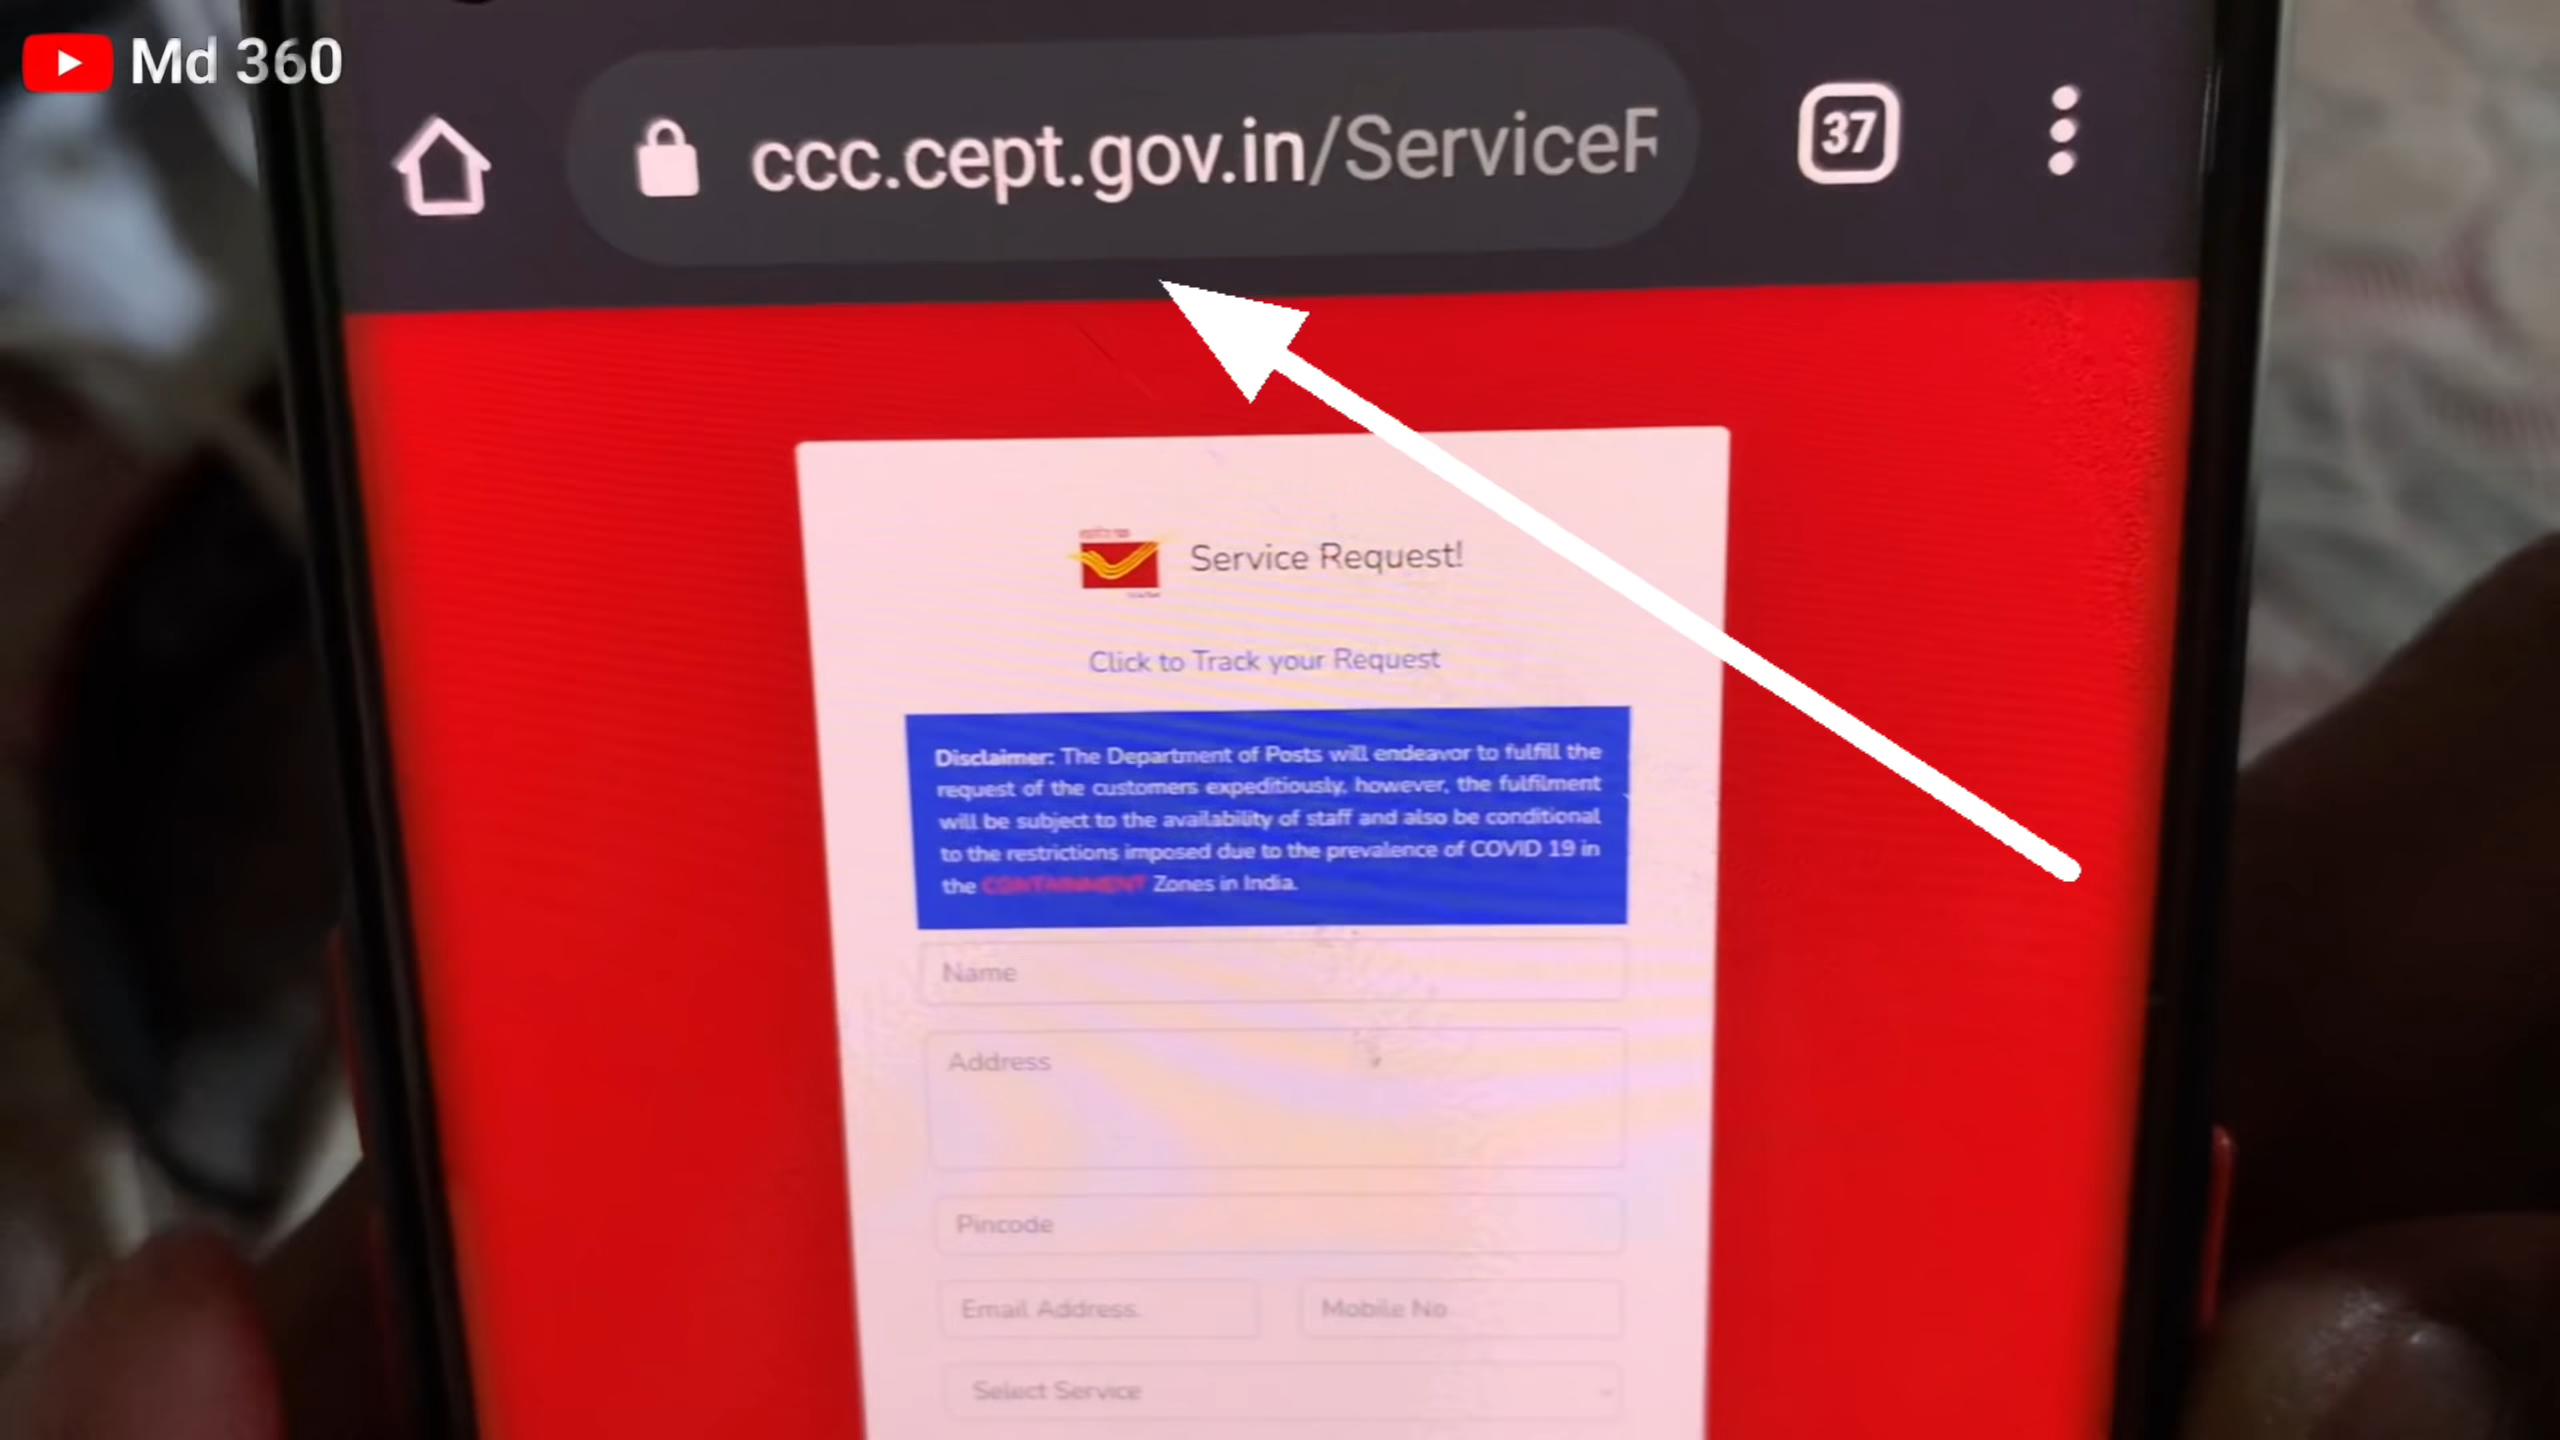 Md 360
ccc.cept.gov.in/ServiceR
37
Service Request!
Click to Track your Request
Disclaimer: The Department of Posts will endeavor to fulfill the
request of the customers expeditiously, however, the fulfilment
will be subject to the availability of staff and also be conditional
to the restrictions imposed due to the prevalence of COVID 19 in
the CONTAINMENT Zones in India.
Name
Address
Pincode
Email Address
Mobile No
Select Service